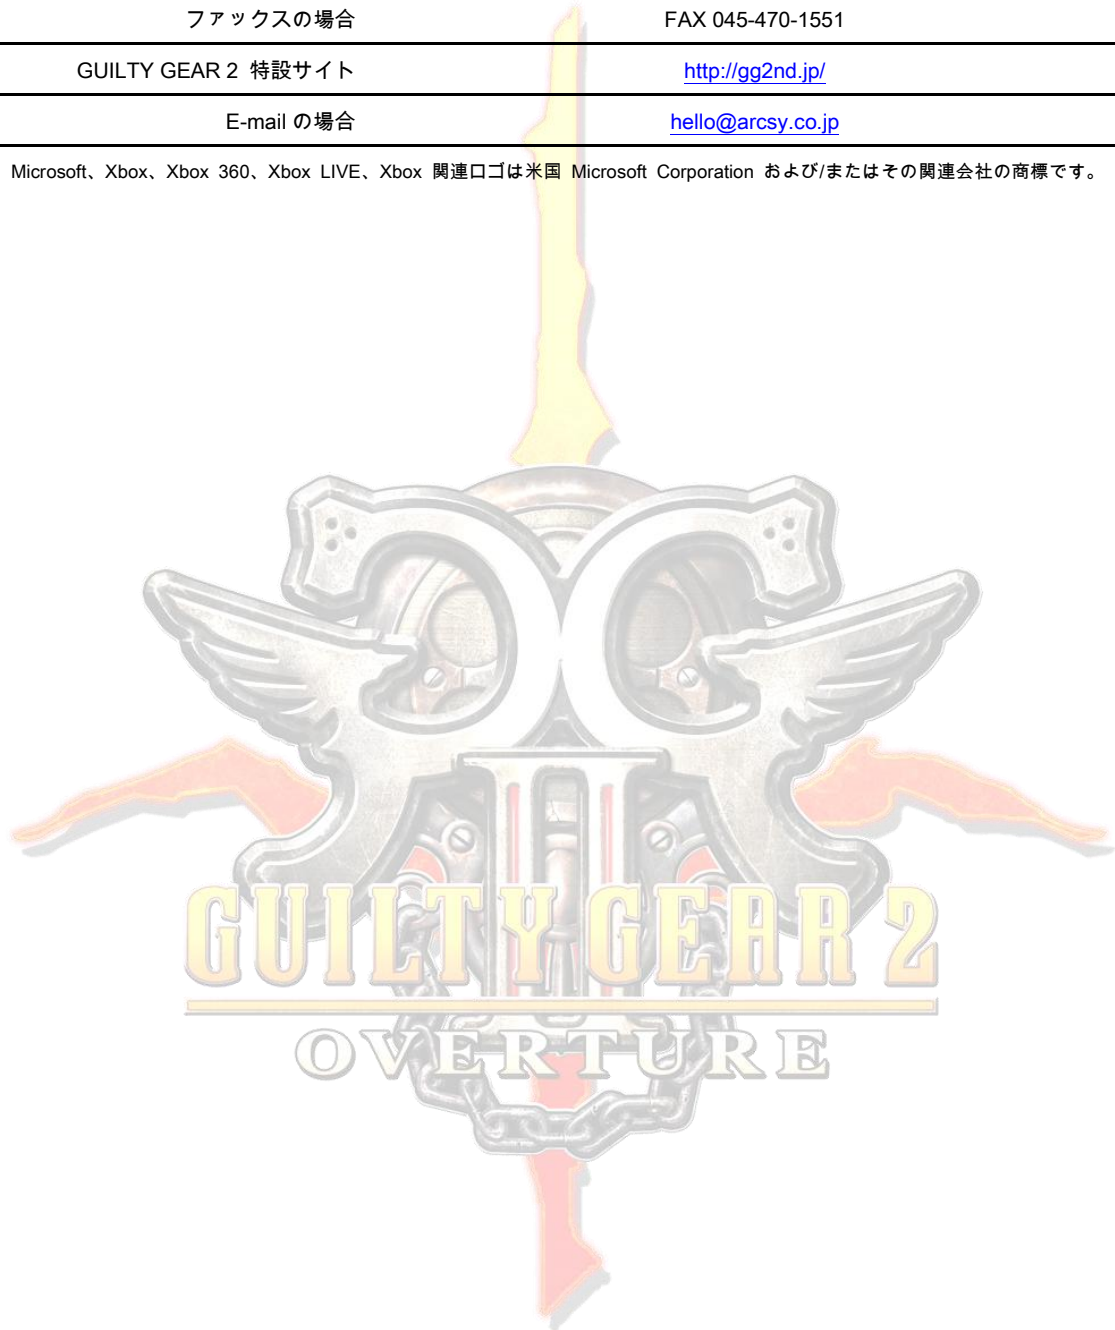 ファックスの場合 FAX 045-470-1551
GUILTY GEAR 2 特設サイト http://gg2nd.jp/
E-mail の場合 hello@arcsy.co.jp
Microsoft、Xbox、Xbox 360、Xbox LIVE、Xbox 関連ロゴは米国 Microsoft Corporation および/またはその関連会社の商標です。
GUILTY GEAR 2
OVERTURE